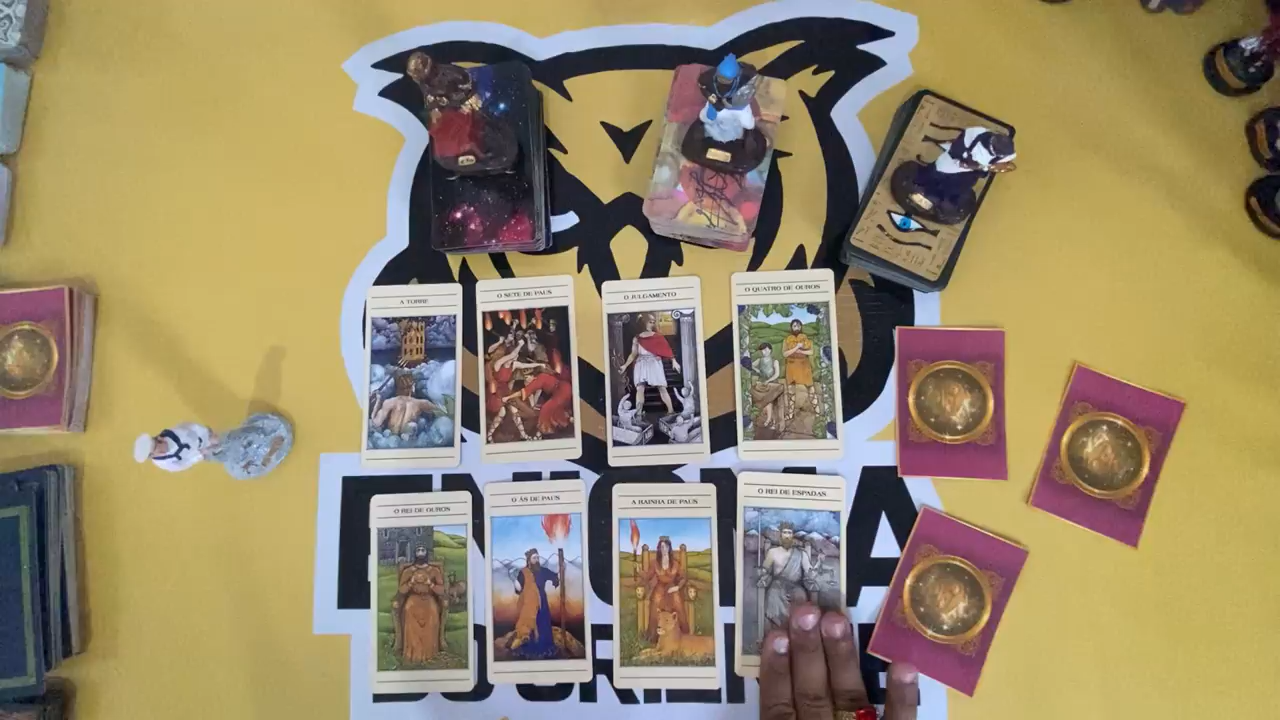 A TORRE
O SETE DE PAUS
O JULGAMENTO
O QUATRO DE OUROS
O REI DE OUROS
O ÁS DE PAUS
A RAINHA DE PAUS
O REI DE ESPADAS